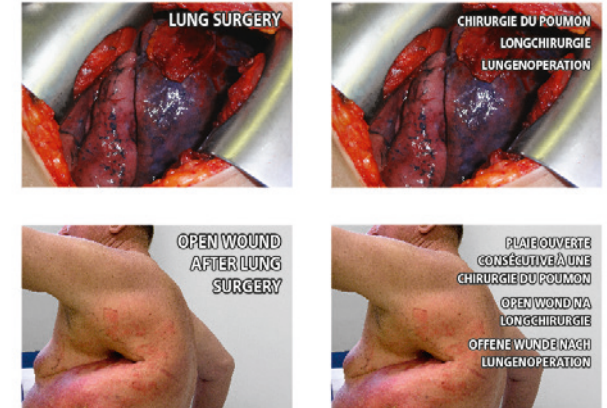 LUNG SURGERY
CHIRURGIE DU POUMON
LONGCHIRURGIE
LUNGENOPERATION
OPEN WOUND
AFTER LUNG
SURGERY
PLAIE OUVERTE
CONSÉCUTIVE À UNE
CHIRURGIE DU POUMON
OPEN WOND NA
LONGCHIRURGIE
OFFENE WUNDE NACH
LUNGENOPERATION